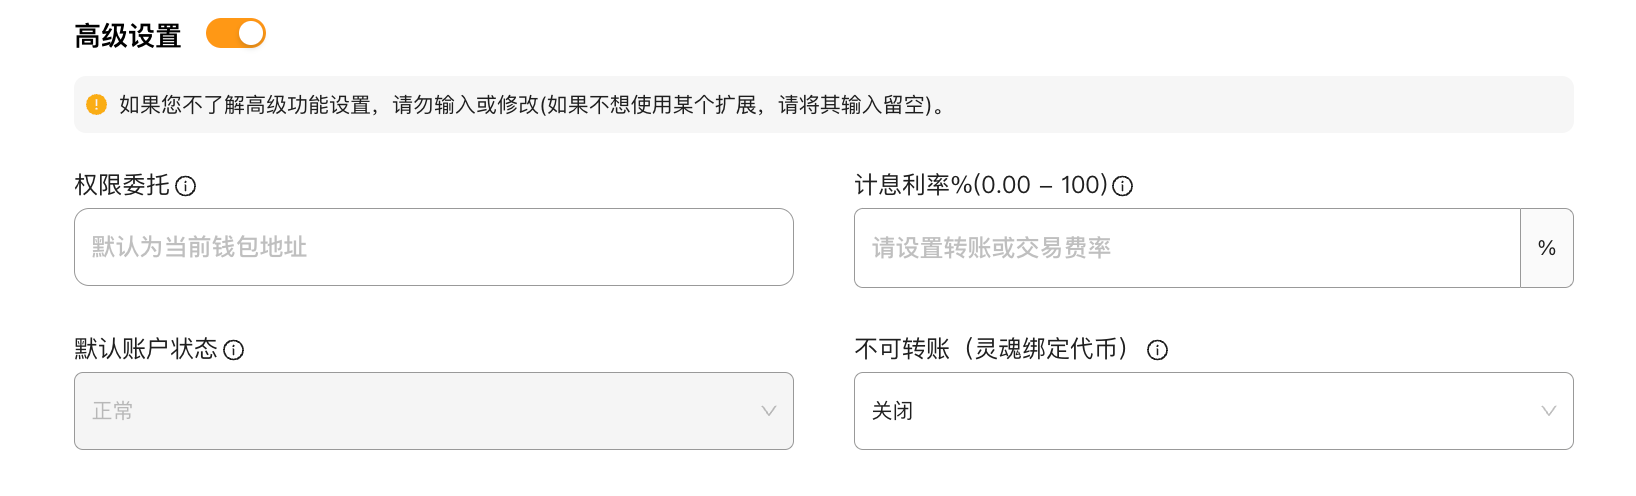 高级设置
如果您不了解高级功能设置，请勿输入或修改(如果不想使用某个扩展，请将其输入留空)。
权限委托
计息利率%(0.00 – 100)
默认为当前钱包地址
请设置转账或交易费率
%
默认账户状态
不可转账（灵魂绑定代币）
正常
关闭